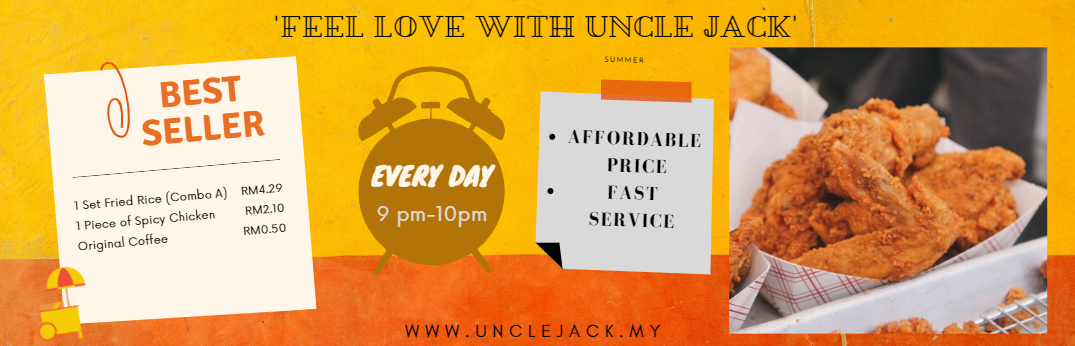 'FEEL LOVE WITH UNCLE JACK'
SUMMER
BEST
SELLER
1 Set Fried Rice (Combo A) RM4.29
1 Piece of Spicy Chicken RM2.10
Original Coffee RM0.50
EVERY DAY
9 pm-10pm
• AFFORDABLE
PRICE
• FAST
SERVICE
WWW.UNCLEJACK.MY